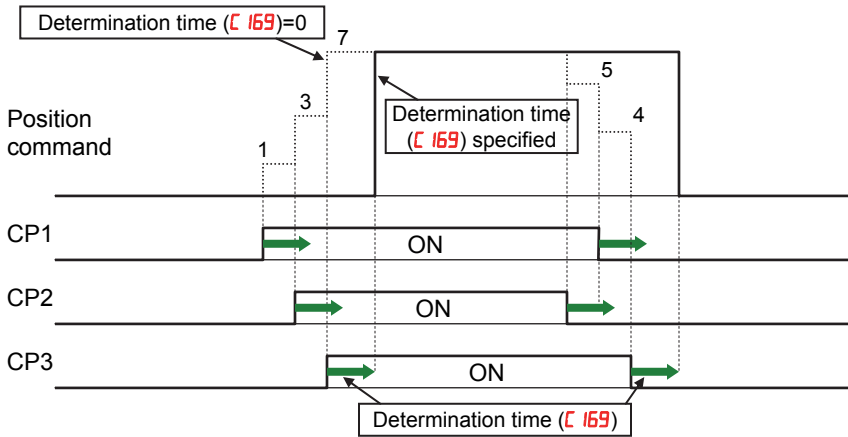 Determination time (C169)=0
7
5
3
Determination time
(C169) specified
4
Position
command
1
CP1
ON
CP2
ON
CP3
ON
Determination time (C169)